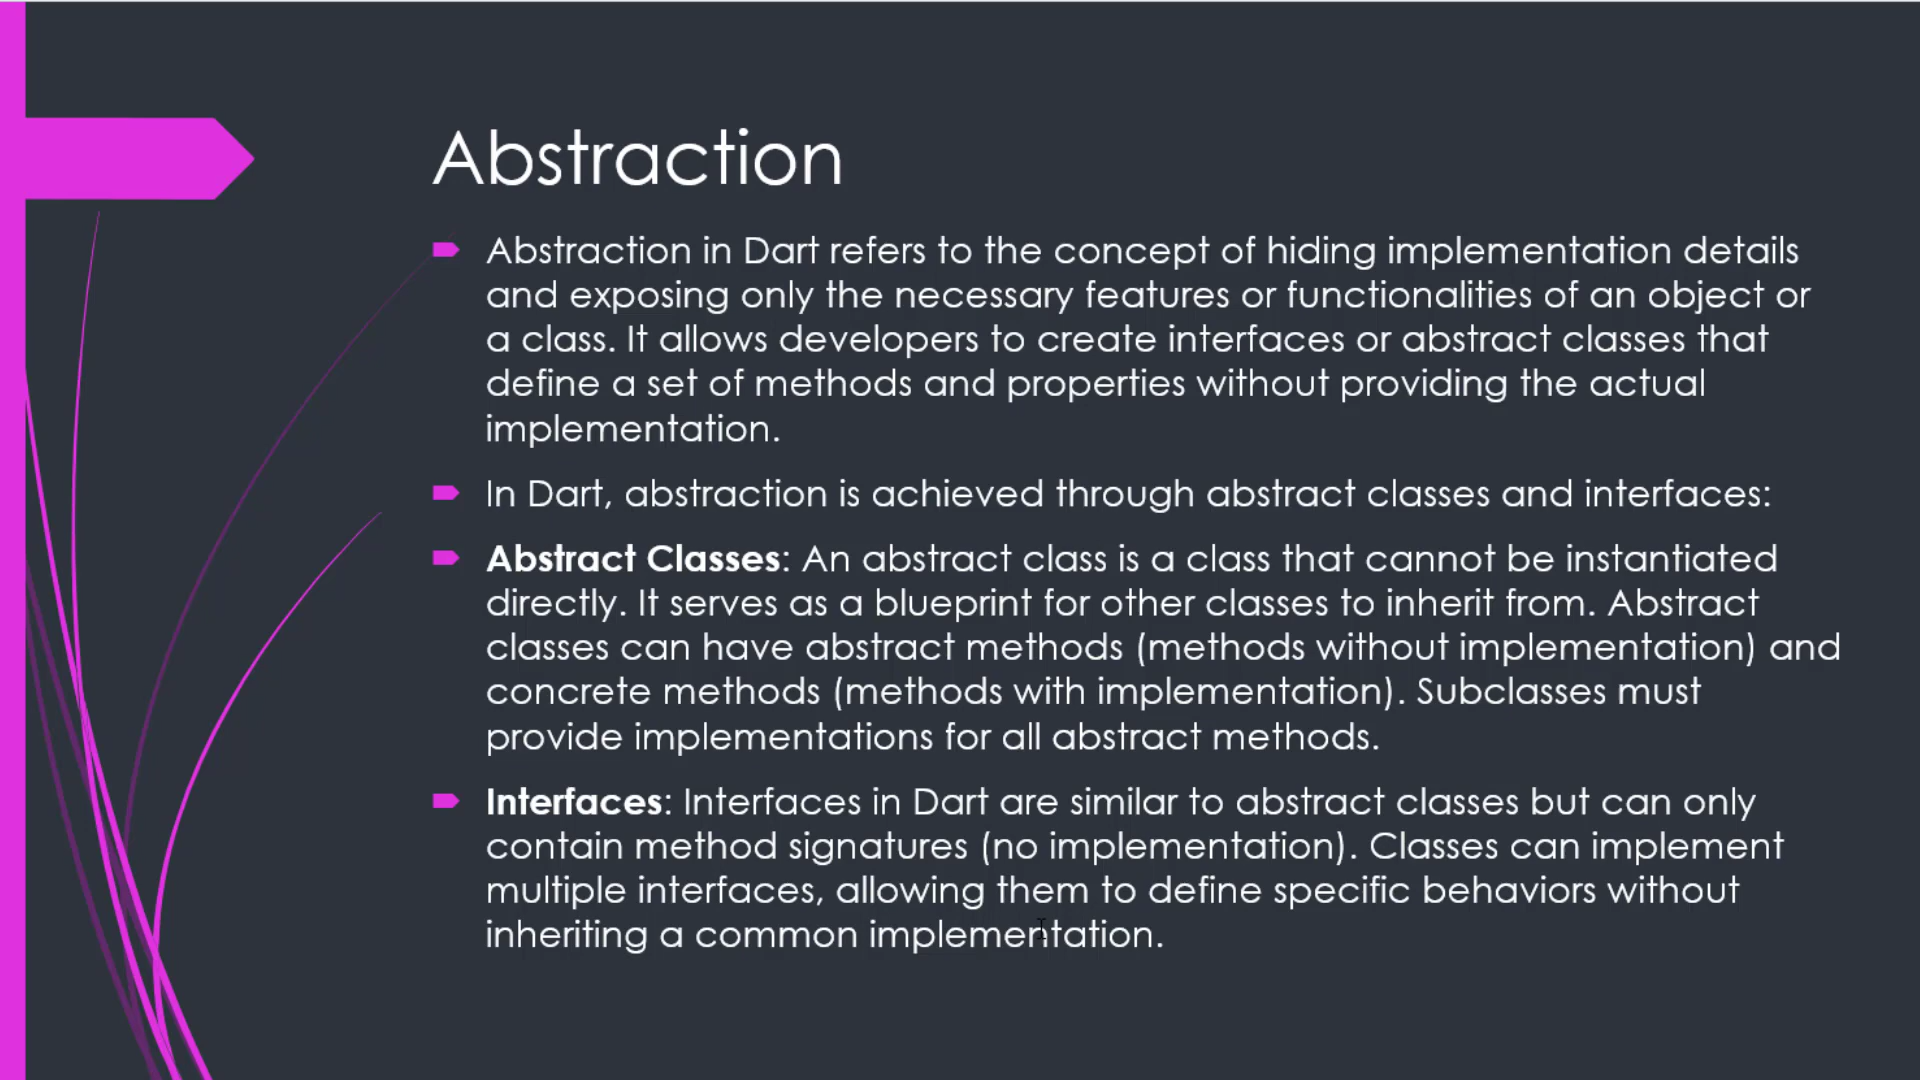 Abstraction
Abstraction in Dart refers to the concept of hiding implementation details
and exposing only the necessary features or functionalities of an object or
a class. It allows developers to create interfaces or abstract classes that
define a set of methods and properties without providing the actual
implementation.
In Dart, abstraction is achieved through abstract classes and interfaces:
Abstract Classes: An abstract class is a class that cannot be instantiated
directly. It serves as a blueprint for other classes to inherit from. Abstract
classes can have abstract methods (methods without implementation) and
concrete methods (methods with implementation). Subclasses must
provide implementations for all abstract methods.
Interfaces: Interfaces in Dart are similar to abstract classes but can only
contain method signatures (no implementation). Classes can implement
multiple interfaces, allowing them to define specific behaviors without
inheriting a common implementation.